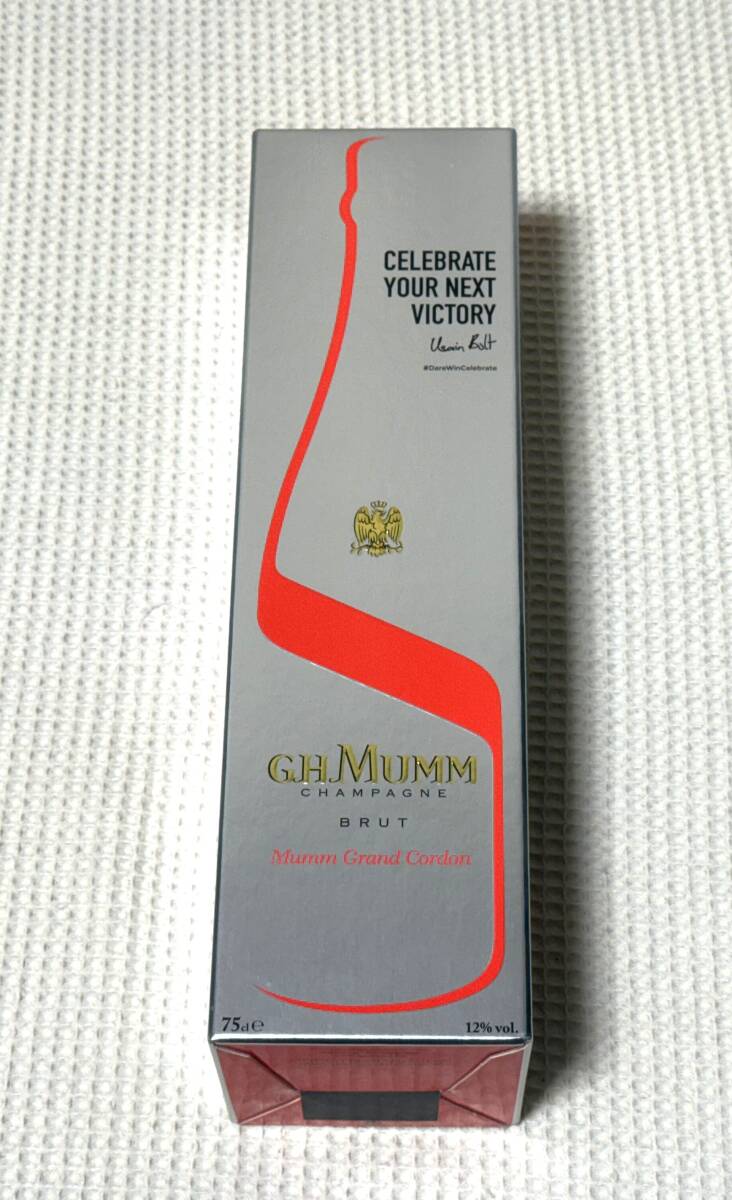 CELEBRATE
YOUR NEXT
VICTORY
Usain Bolt
#DareWinCelebrate
G.H.MUMM
CHAMPAGNE
BRUT
Mumm Grand Cordon
75cl e 12% vol.